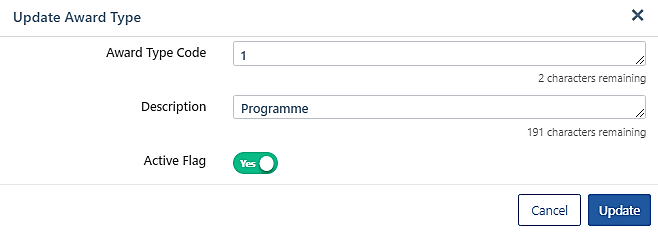 Update Award Type ✕
Award Type Code 1
2 characters remaining
Description Programme
191 characters remaining
Active Flag Yes
Cancel Update